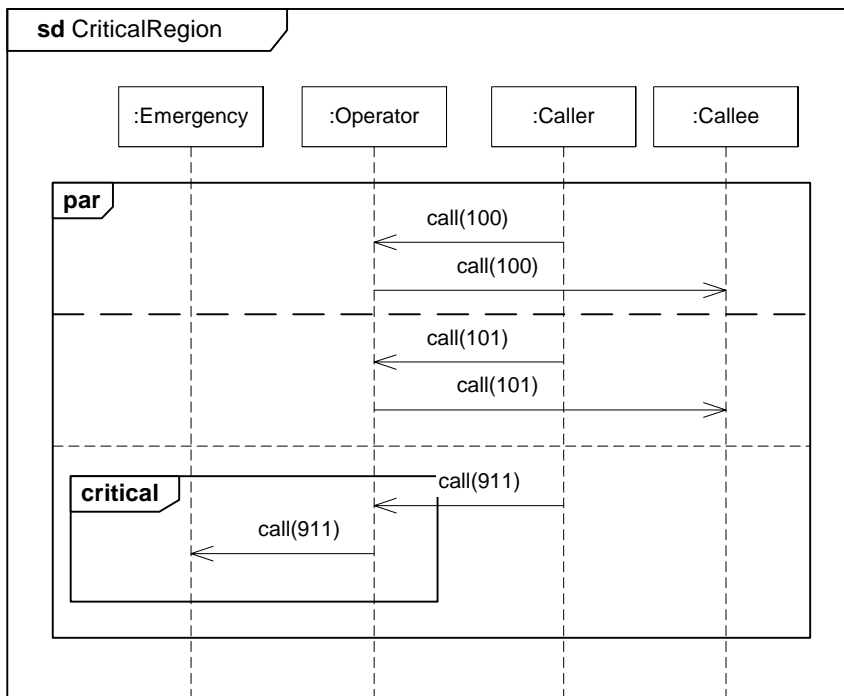 sd CriticalRegion
:Emergency :Operator :Caller :Callee
par
call(100)
call(100)
call(101)
call(101)
critical
call(911)
call(911)